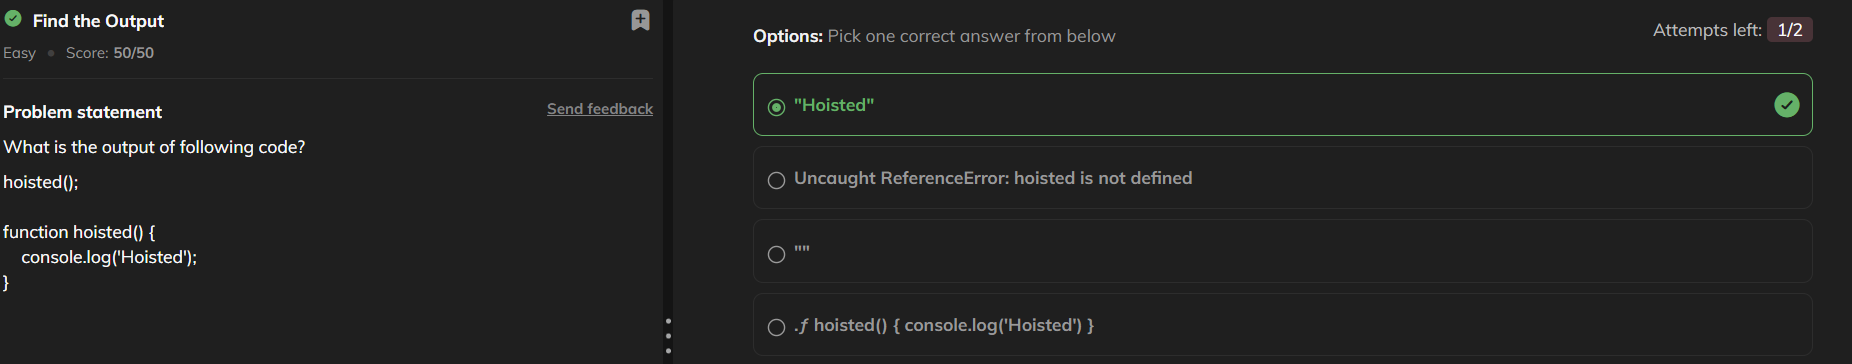 Find the Output
Easy • Score: 50/50
Problem statement
Send feedback
What is the output of following code?
hoisted();
function hoisted() {
    console.log('Hoisted');
}
Options: Pick one correct answer from below
Attempts left: 1/2
"Hoisted"
Uncaught ReferenceError: hoisted is not defined
""
.ƒ hoisted() { console.log('Hoisted') }